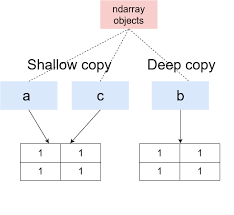 ndarray
objects
Shallow copy Deep copy
a c b
1 1 1 1
1 1 1 1